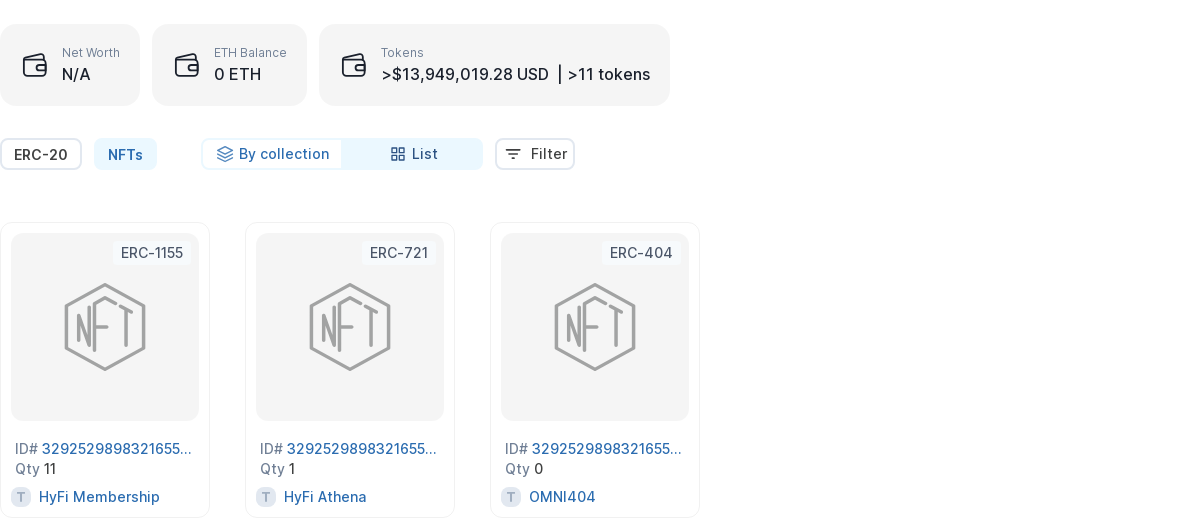 Net Worth
N/A
ETH Balance
0 ETH
Tokens
>$13,949,019.28 USD | >11 tokens
ERC-20
NFTs
By collection
List
Filter
ERC-1155
NFT
ID# 3292529898321655...
Qty 11
T HyFi Membership
ERC-721
NFT
ID# 3292529898321655...
Qty 1
T HyFi Athena
ERC-404
NFT
ID# 3292529898321655...
Qty 0
T OMNI404